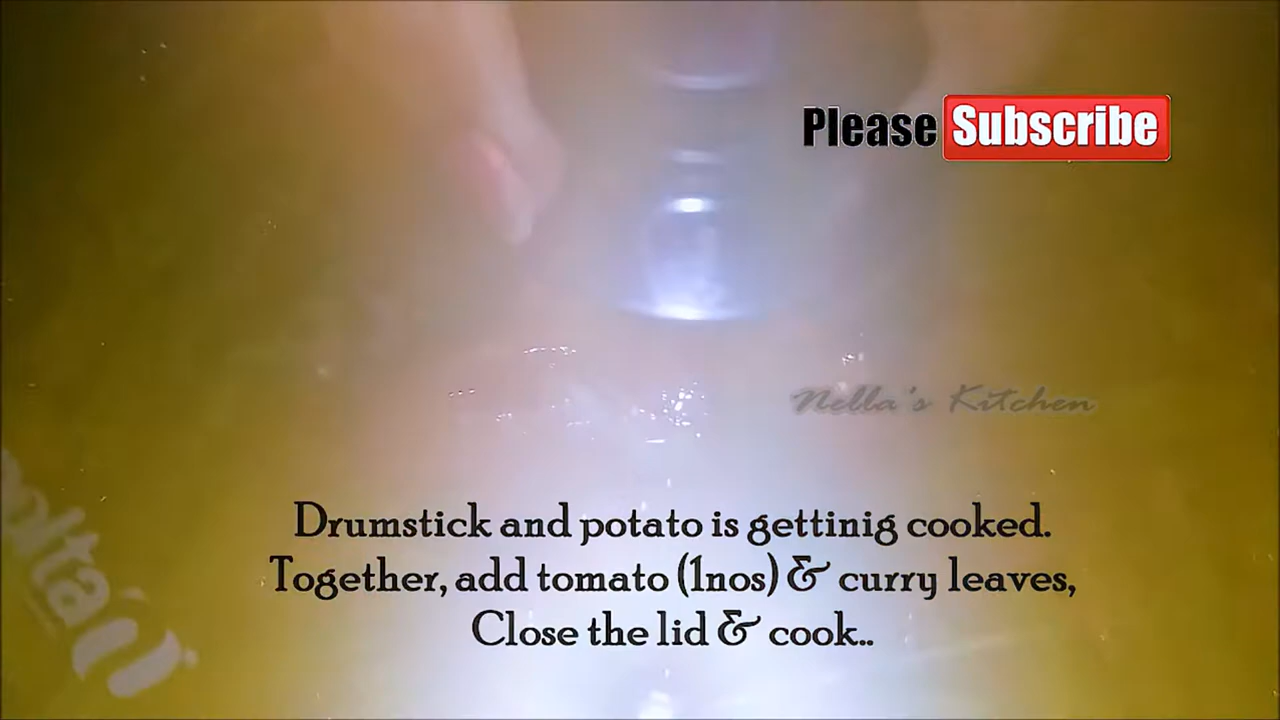 Please Subscribe
Nella's Kitchen
Drumstick and potato is gettinig cooked.
Together, add tomato (1nos) & curry leaves,
Close the lid & cook..